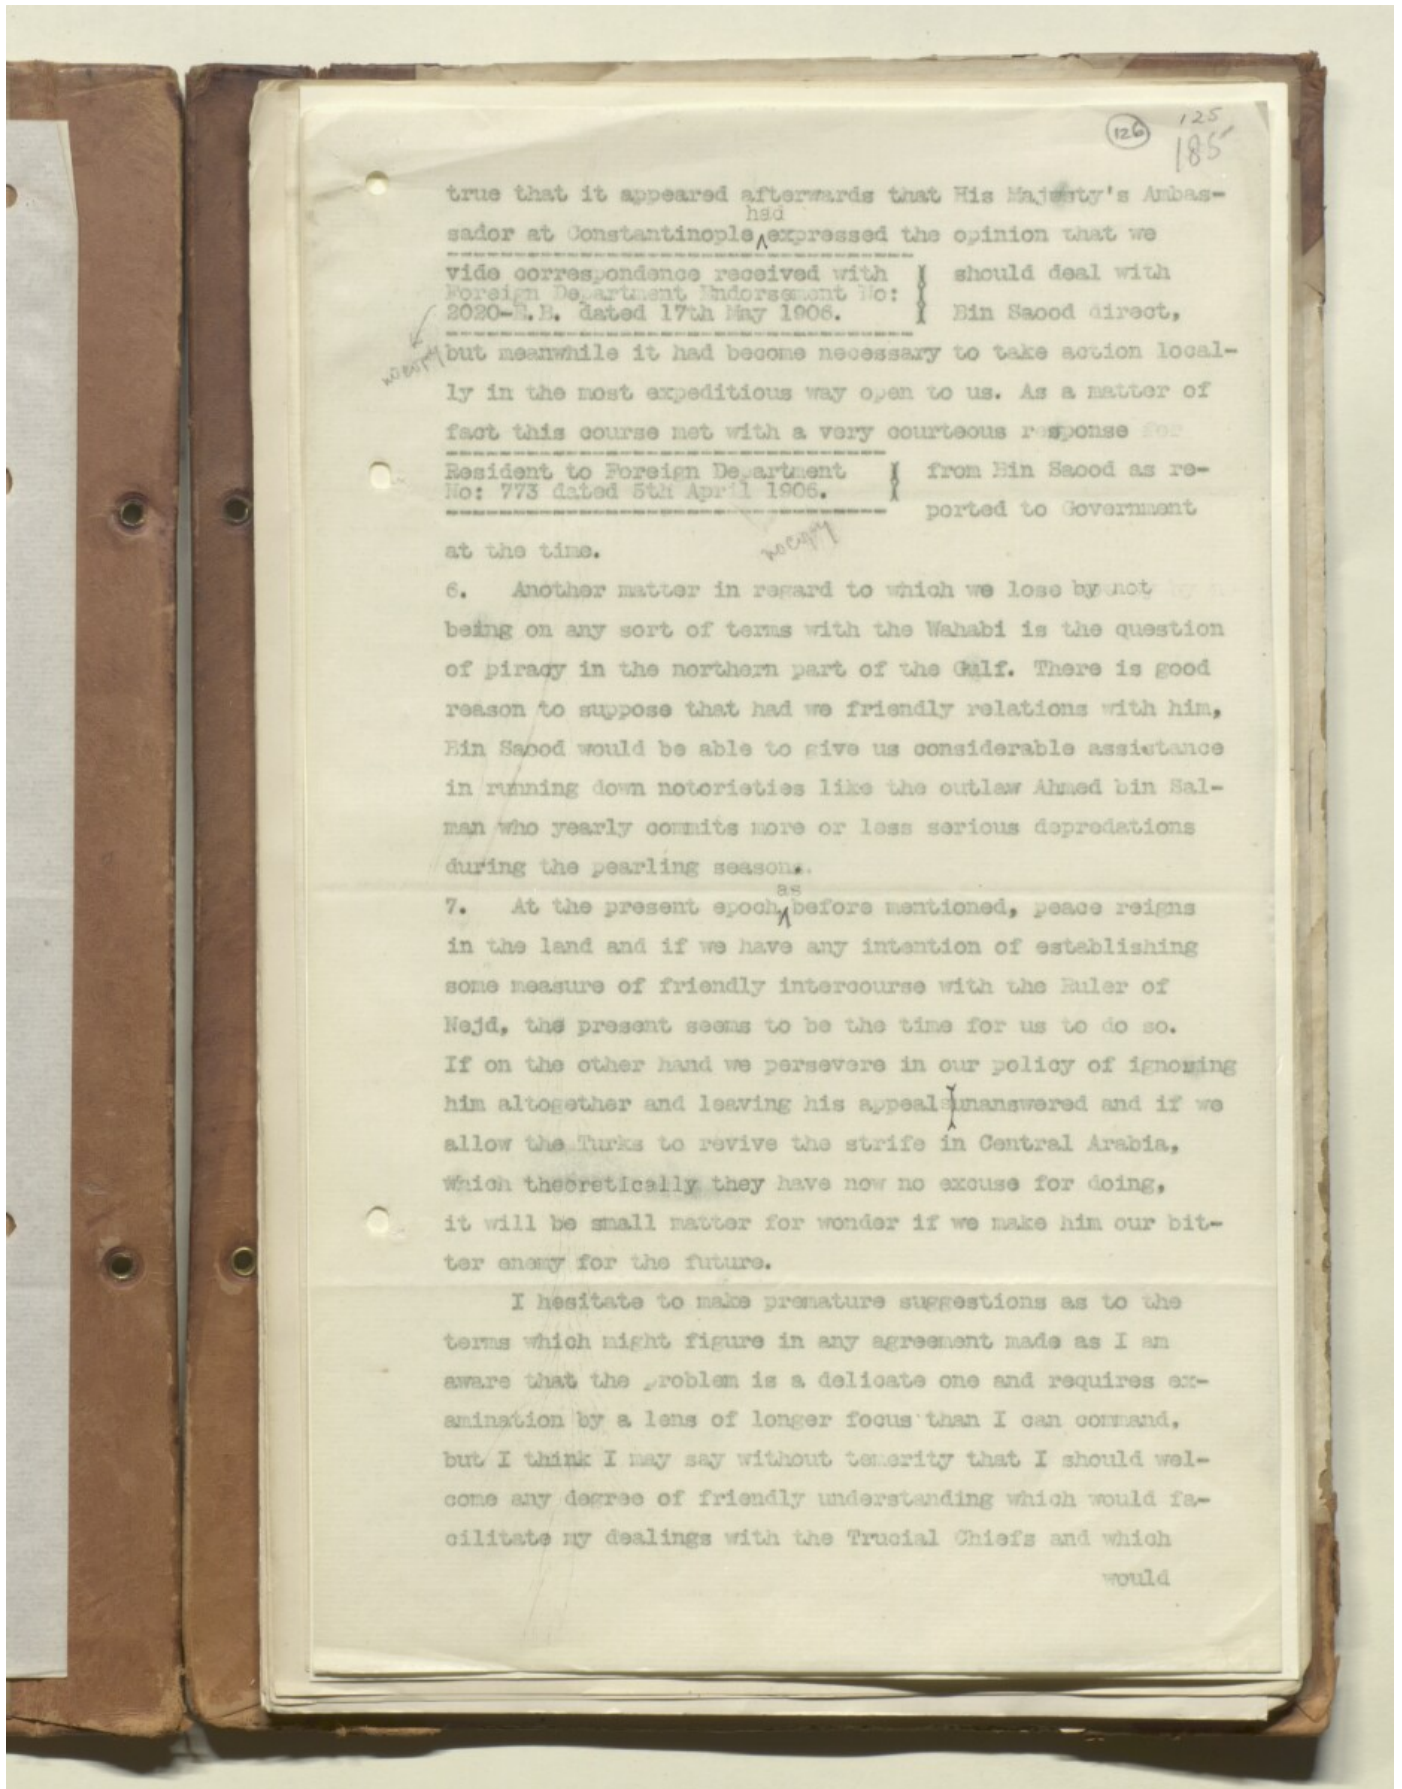 126
125
185
true that it appeared afterwards that His Majesty's Ambas-
had
sador at Constantinople expressed the opinion that we
vide correspondence received with
Foreign Department Endorsement No:
2020-E.B. dated 17th May 1906.
should deal with
Bin Saood direct,
no copy
but meanwhile it had become necessary to take action local-
ly in the most expeditious way open to us. As a matter of
fact this course met with a very courteous response
Resident to Foreign Department
No: 773 dated 5th April 1906.
from Bin Saood as re-
ported to Government
no copy
at the time.
6. Another matter in regard to which we lose by not
being on any sort of terms with the Wahabi is the question
of piracy in the northern part of the Gulf. There is good
reason to suppose that had we friendly relations with him,
Bin Saood would be able to give us considerable assistance
in running down notorieties like the outlaw Ahmed bin Sal-
man who yearly commits more or less serious depredations
during the pearling season.
as
7. At the present epoch, before mentioned, peace reigns
in the land and if we have any intention of establishing
some measure of friendly intercourse with the Ruler of
Nejd, the present seems to be the time for us to do so.
If on the other hand we persevere in our policy of ignoring
him altogether and leaving his appeals unanswered and if we
allow the Turks to revive the strife in Central Arabia,
which theoretically they have now no excuse for doing,
it will be small matter for wonder if we make him our bit-
ter enemy for the future.
I hesitate to make premature suggestions as to the
terms which might figure in any agreement made as I am
aware that the problem is a delicate one and requires ex-
amination by a lens of longer focus than I can command,
but I think I may say without temerity that I should wel-
come any degree of friendly understanding which would fa-
cilitate my dealings with the Trucial Chiefs and which
would